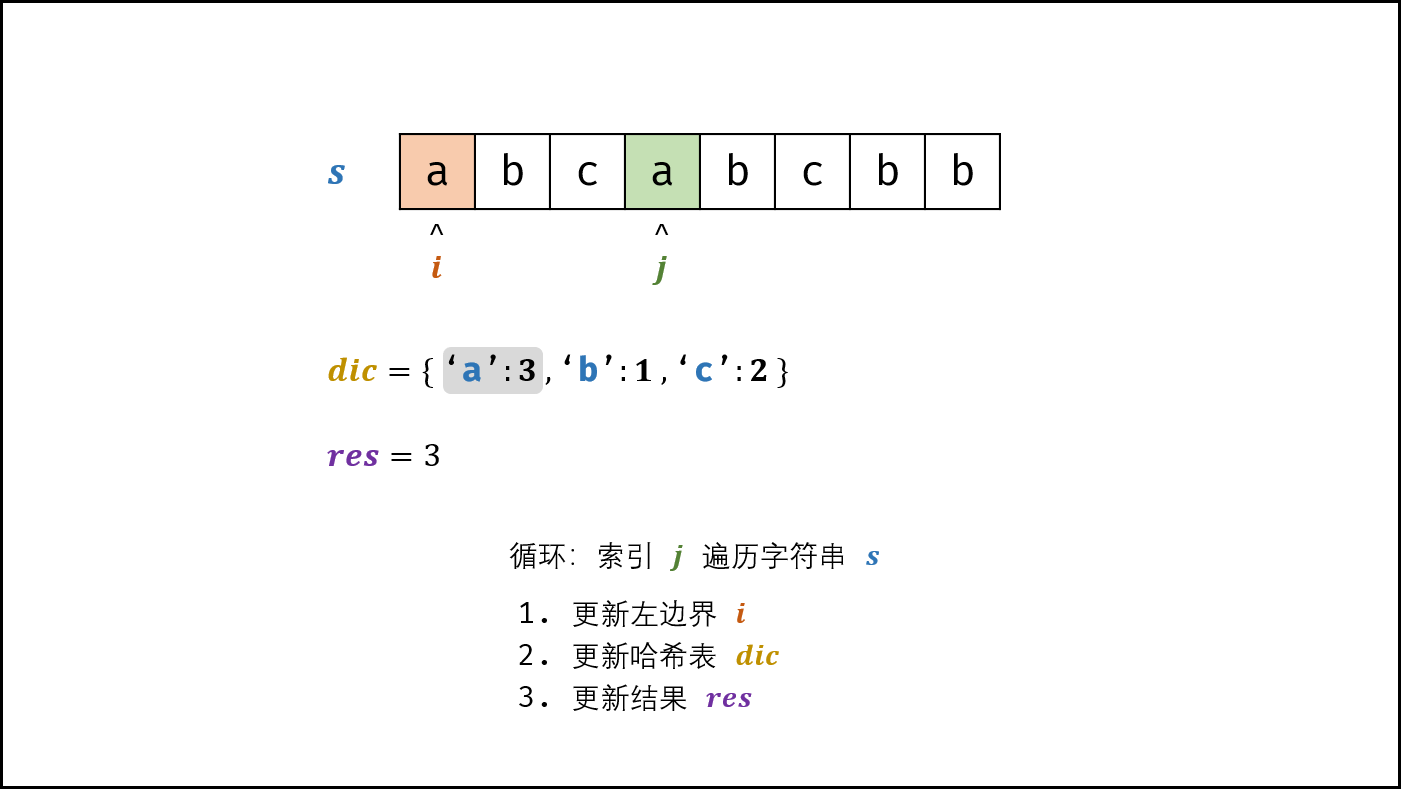 s a b c a b c b b
^ ^
i j
dic = { ‘a’:3, ‘b’:1, ‘c’:2 }
res = 3
循环：索引 j 遍历字符串 s
1. 更新左边界 i
2. 更新哈希表 dic
3. 更新结果 res